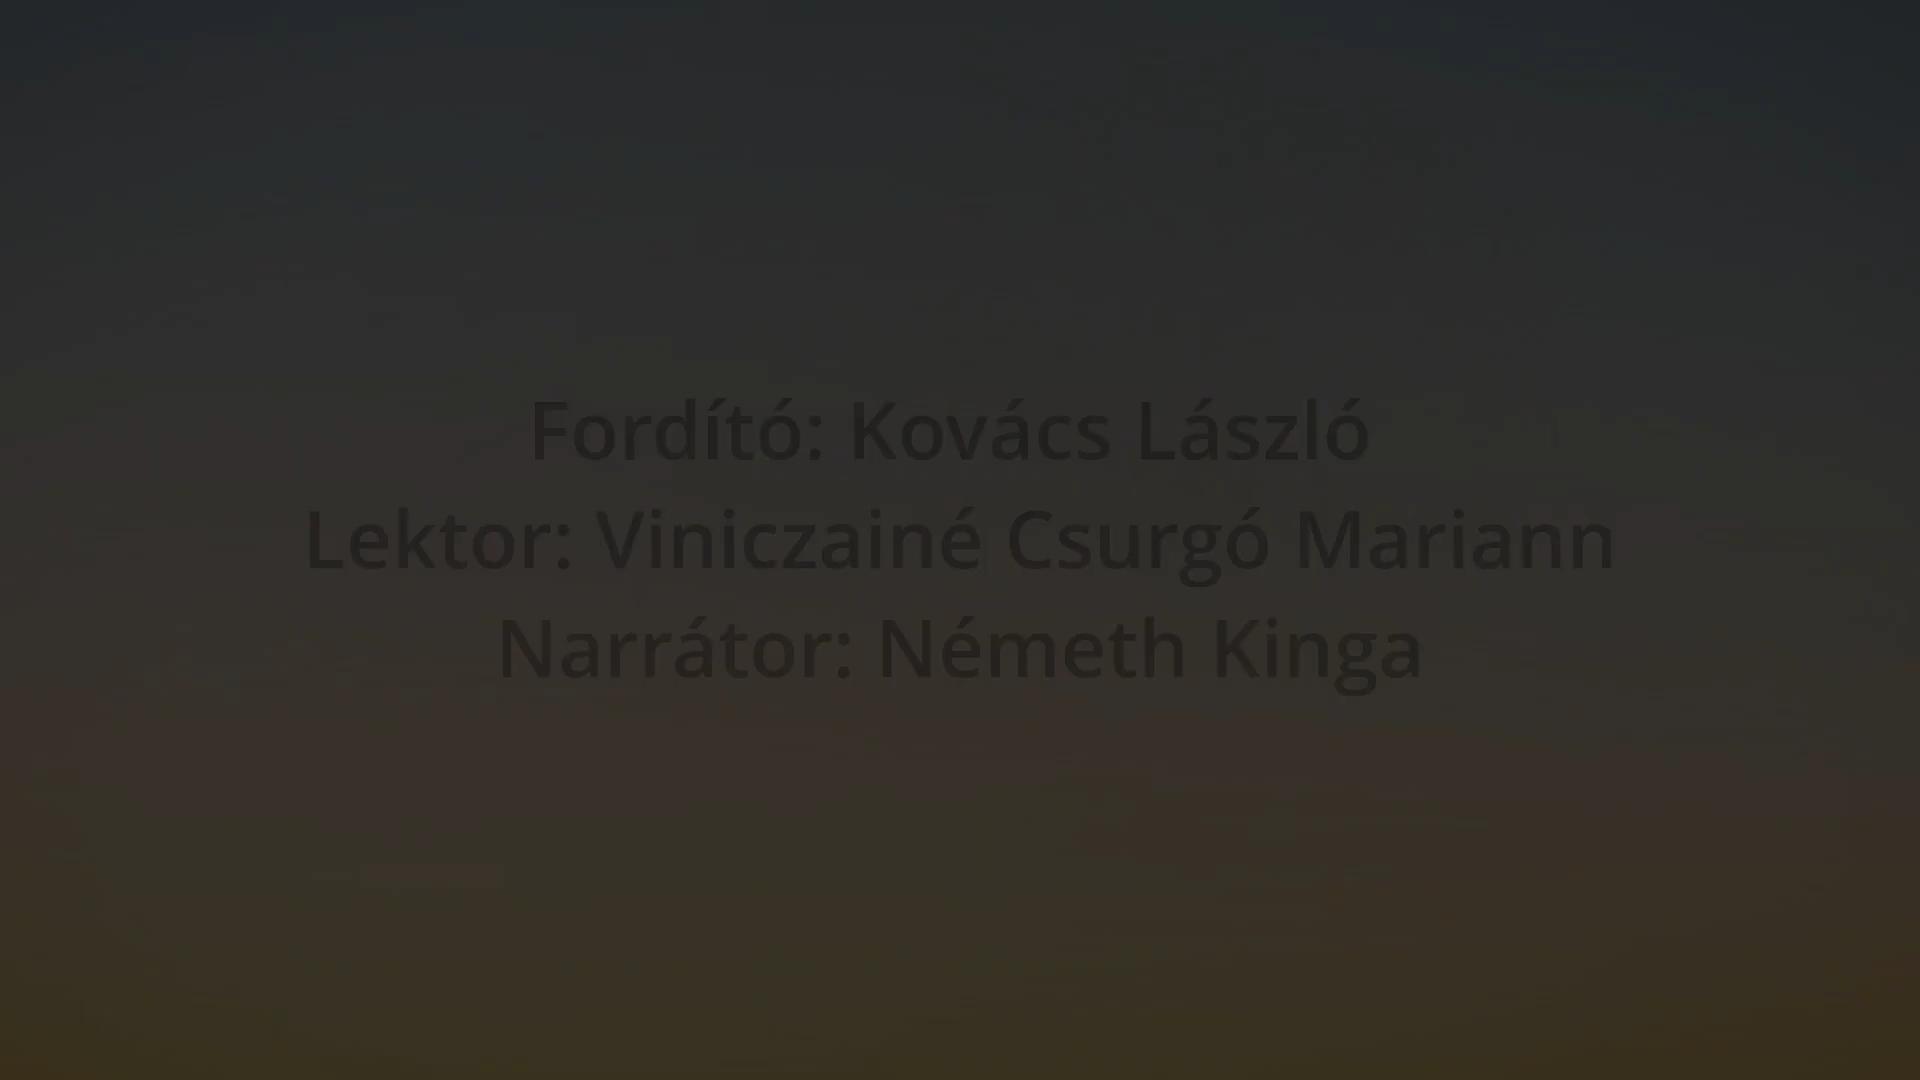 Fordító: Kovács László
Lektor: Viniczainé Csurgó Mariann
Narrátor: Németh Kinga